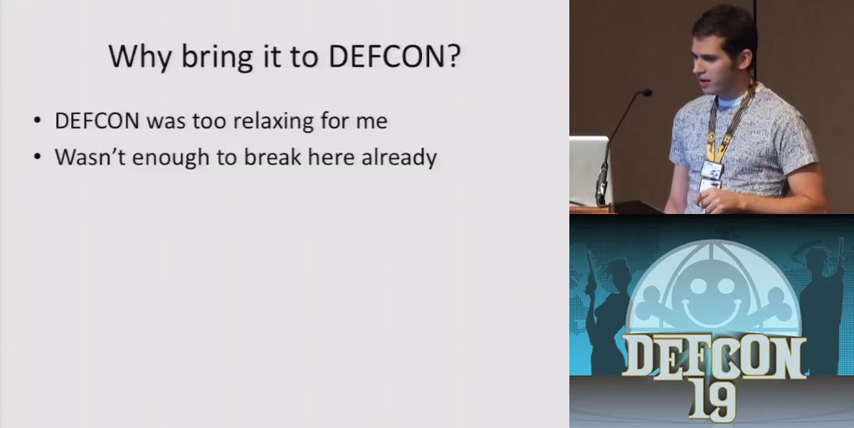 Why bring it to DEFCON?
• DEFCON was too relaxing for me
• Wasn't enough to break here already
DEFCON
19